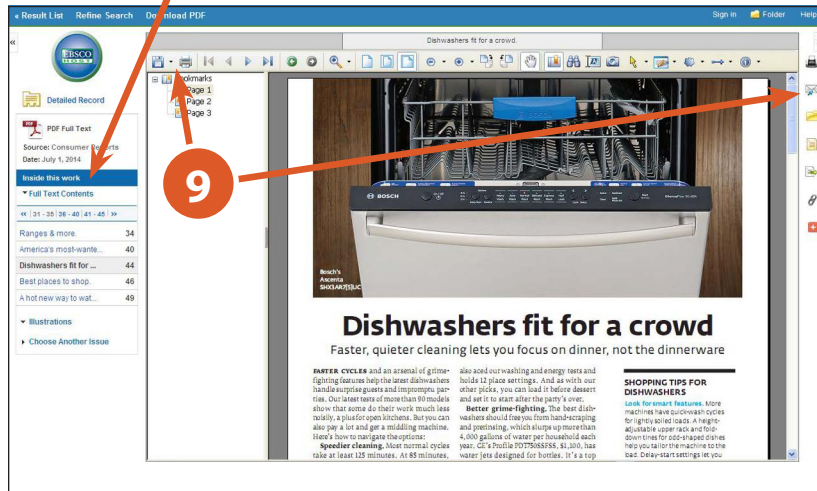 « Result List Refine Search Download PDF
Sign In Folder Help
«
EBSCO HOST
Dishwashers fit for a crowd.
Detailed Record
Bookmarks
Page 1
Page 2
Page 3
PDF Full Text
Source: Consumer Reports
Date: July 1, 2014
Inside this work
Full Text Contents
« 31 - 35 36 - 40 41 - 45 »
Ranges & more. 34
America's most-wante... 40
Dishwashers fit for ... 44
Best places to shop. 46
A hot new way to wat... 49
Illustrations
Choose Another Issue
9
BOSCH
Bosch's
Ascenta
SHX3AR7[5]UC
Dishwashers fit for a crowd
Faster, quieter cleaning lets you focus on dinner, not the dinnerware
FASTER CYCLES and an arsenal of grime-
fighting features help the latest dishwashers
handle surprise guests and impromptu par-
ties. Our latest tests of more than 90 models
show that some do their work much less
noisily, a plus for open kitchens. But you can
also pay a lot and get a middling machine.
Here's how to navigate the options:
Speedier cleaning. Most normal cycles
take at least 125 minutes. At 85 minutes,
also aced our washing and energy tests and
holds 12 place settings. And as with our
other picks, you can load it before dessert
and set it to start after the party's over.
Better grime-fighting. The best dish-
washers should free you from hand-scraping
and prerinsing, which slurps up more than
4,000 gallons of water per household each
year. GE's Profile PDT750SSFSS, $1,100, has
water jets designed for bottles. It's a top
SHOPPING TIPS FOR
DISHWASHERS
Look for smart features. More
machines have quick-wash cycles
for lightly soiled loads. A height-
adjustable upper rack and fold-
down tines for odd-shaped dishes
help you tailor the machine to the
load. Delay-start settings let you